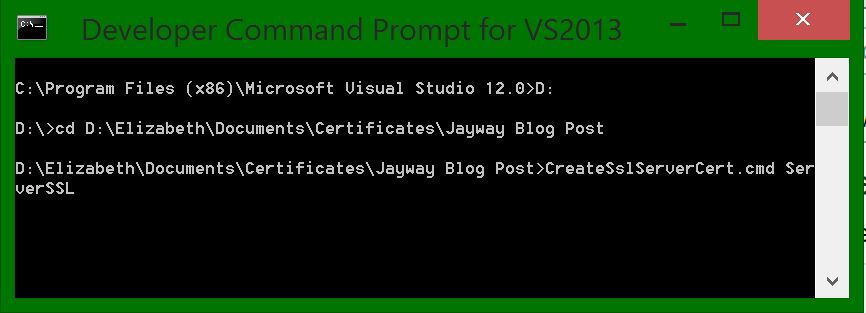 Developer Command Prompt for VS2013
C:\Program Files (x86)\Microsoft Visual Studio 12.0>D:
D:\>cd D:\Elizabeth\Documents\Certificates\Jayway Blog Post
D:\Elizabeth\Documents\Certificates\Jayway Blog Post>CreateSslServerCert.cmd Ser
verSSL